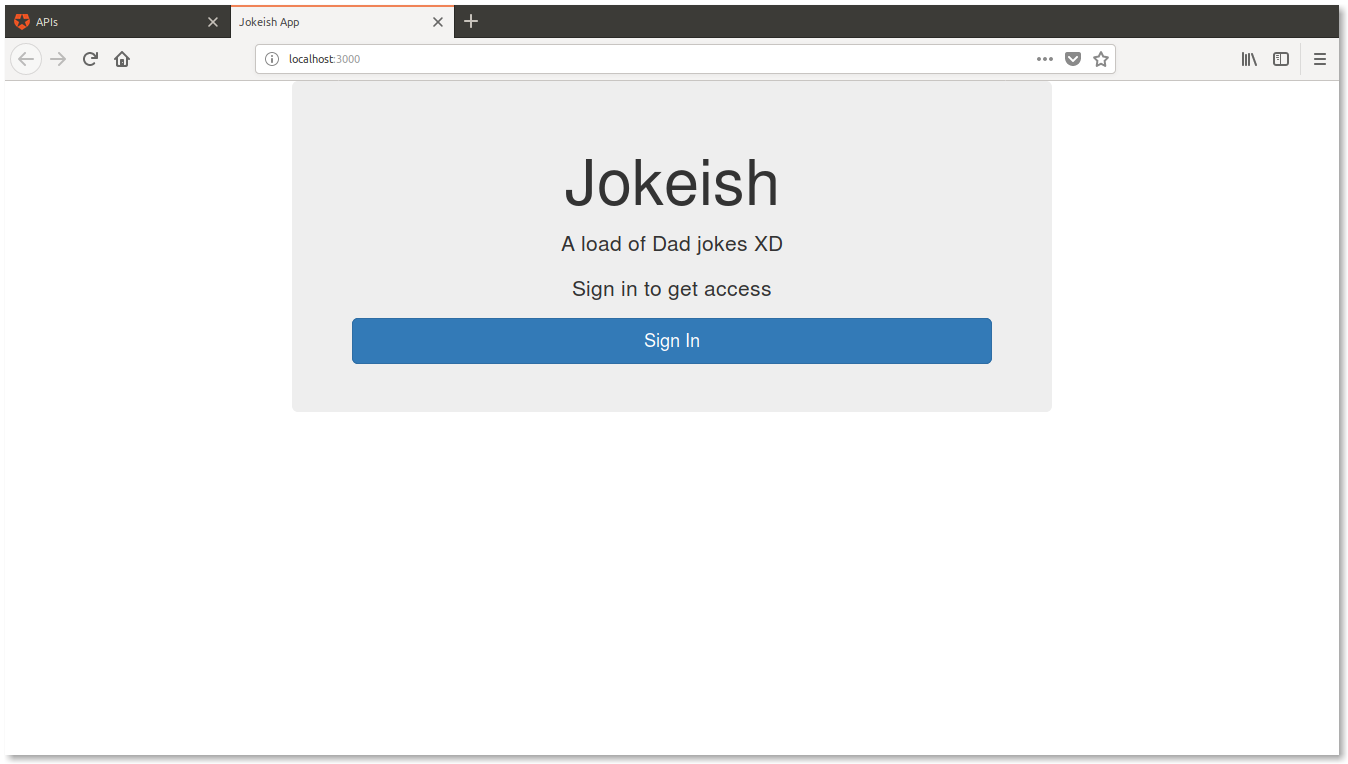 APIs
Jokeish App
localhost:3000
Jokeish
A load of Dad jokes XD
Sign in to get access
Sign In